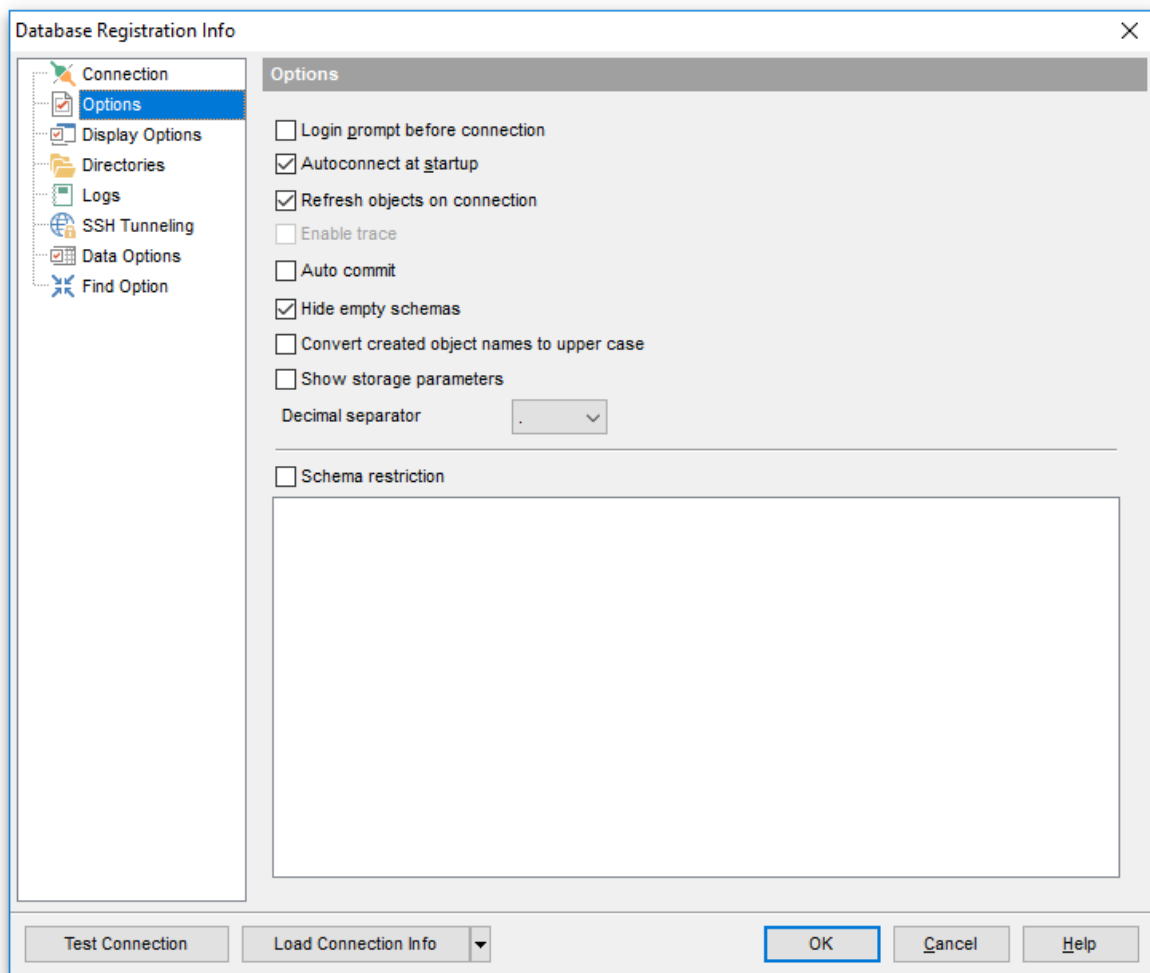 Database Registration Info
Connection
Options
Display Options
Directories
Logs
SSH Tunneling
Data Options
Find Option
Options
Login prompt before connection
Autoconnect at startup
Refresh objects on connection
Enable trace
Auto commit
Hide empty schemas
Convert created object names to upper case
Show storage parameters
Decimal separator .
Schema restriction
Test Connection Load Connection Info OK Cancel Help